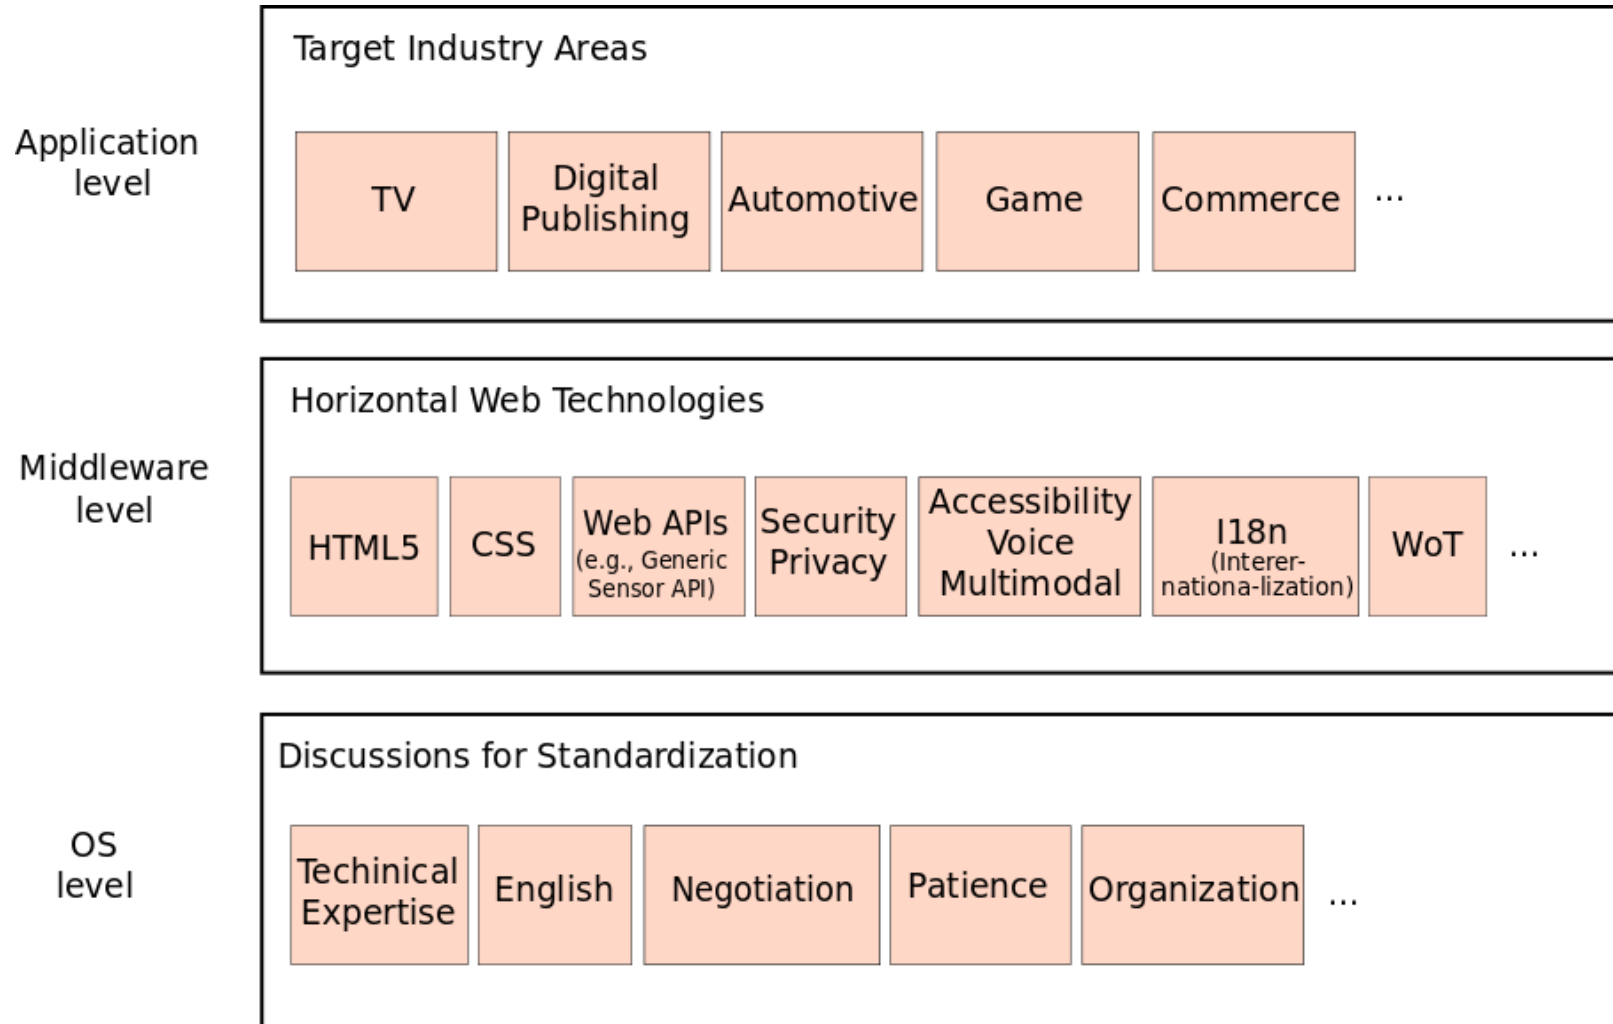 Target Industry Areas
Application
level
TV
Digital
Publishing
Automotive
Game
Commerce
...
Horizontal Web Technologies
Middleware
level
HTML5
CSS
Web APIs
(e.g., Generic
Sensor API)
Security
Privacy
Accessibility
Voice
Multimodal
I18n
(Interer-
nationa-lization)
WoT
...
Discussions for Standardization
OS
level
Techinical
Expertise
English
Negotiation
Patience
Organization
...